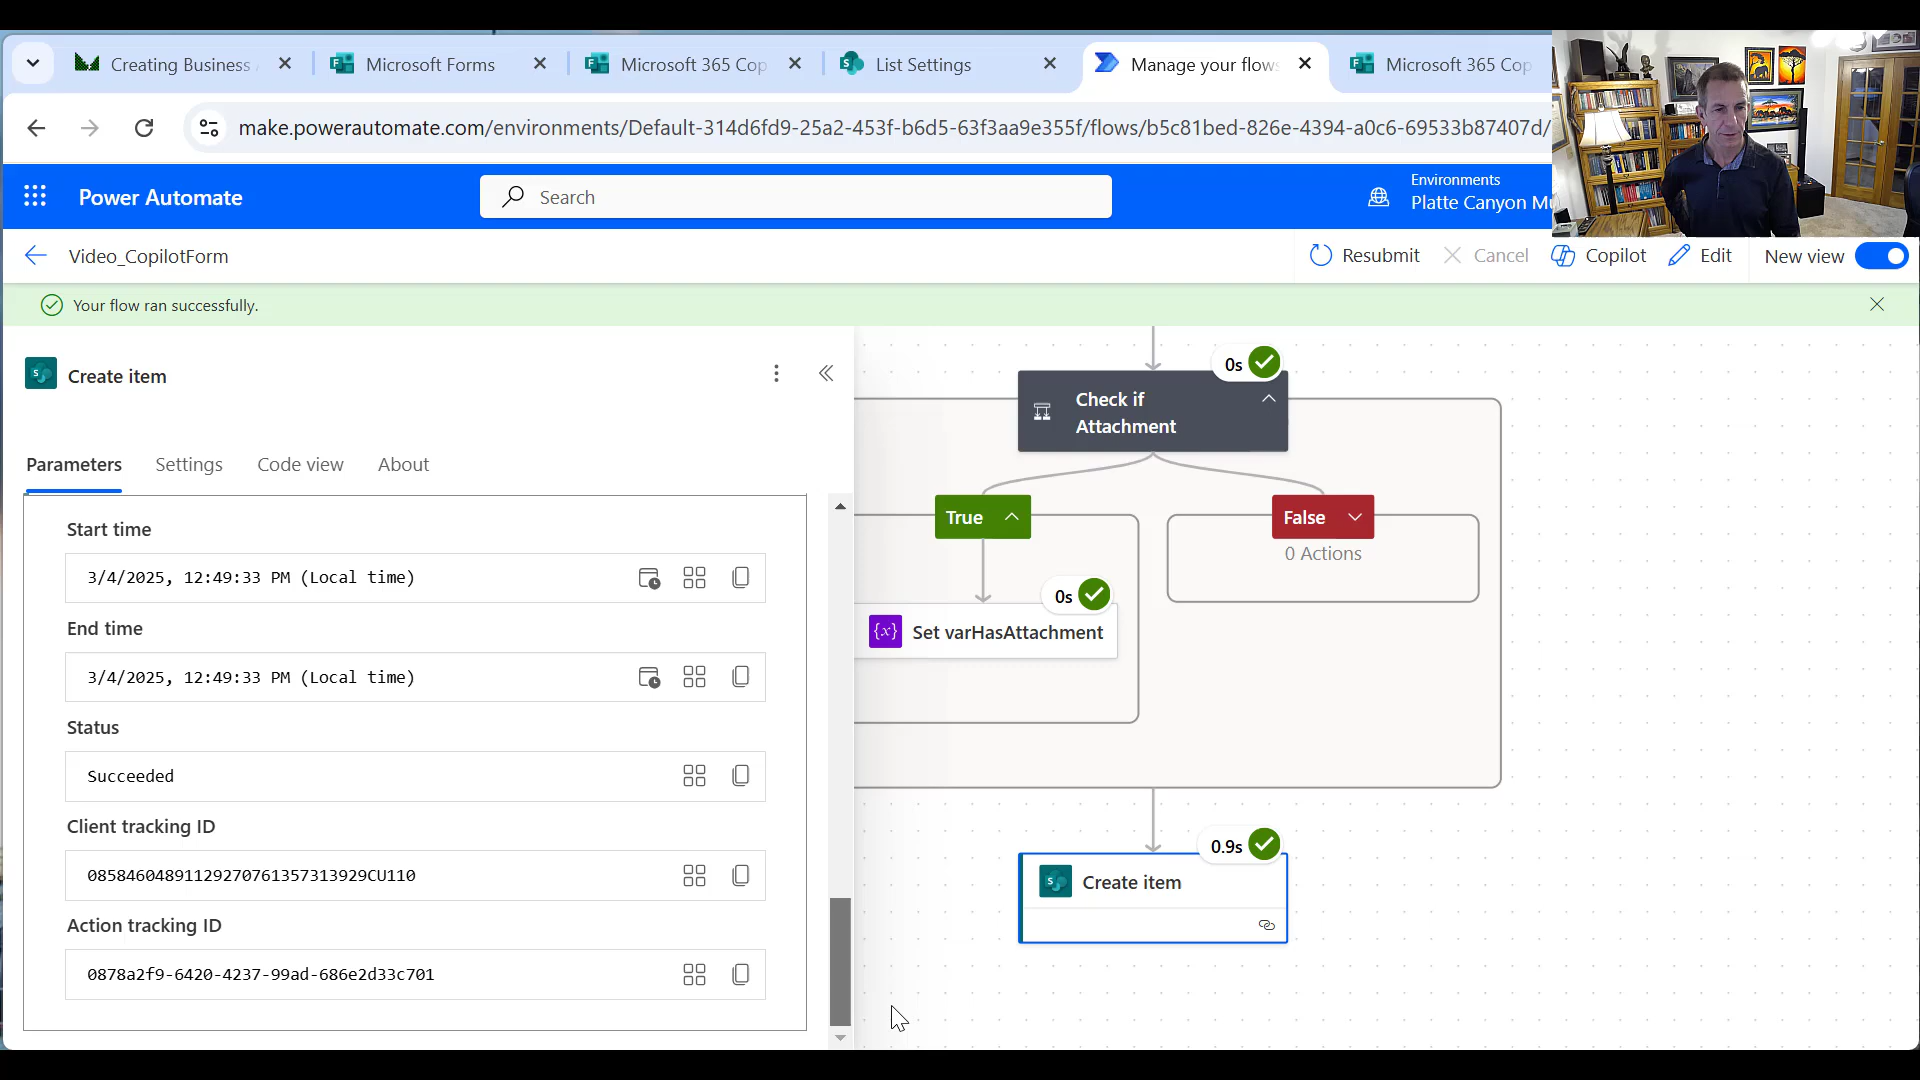 Creating Business
Microsoft Forms
Microsoft 365 Cop
List Settings
Manage your flows
Microsoft 365 Cop
make.powerautomate.com/environments/Default-314d6fd9-25a2-453f-b6d5-63f3aa9e355f/flows/b5c81bed-826e-4394-a0c6-69533b87407d/
Power Automate
Search
Environments
Platte Canyon Mu
Video_CopilotForm
Resubmit
Cancel
Copilot
Edit
New view
Your flow ran successfully.
Create item
Parameters
Settings
Code view
About
Start time
3/4/2025, 12:49:33 PM (Local time)
End time
3/4/2025, 12:49:33 PM (Local time)
Status
Succeeded
Client tracking ID
08584604891129270761357313929CU110
Action tracking ID
0878a2f9-6420-4237-99ad-686e2d33c701
0s
Check if
Attachment
True
False
0 Actions
0s
{x}
Set varHasAttachment
0.9s
Create item